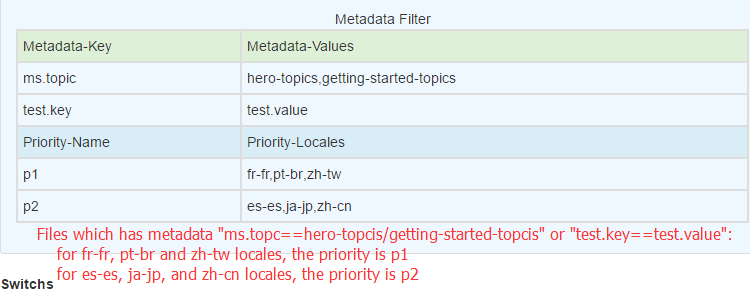 Metadata Filter
Metadata-Key Metadata-Values
ms.topic hero-topics,getting-started-topics
test.key test.value
Priority-Name Priority-Locales
p1 fr-fr,pt-br,zh-tw
p2 es-es,ja-jp,zh-cn
Files which has metadata "ms.topc==hero-topcis/getting-started-topcis" or "test.key==test.value":
for fr-fr, pt-br and zh-tw locales, the priority is p1
for es-es, ja-jp, and zh-cn locales, the priority is p2
Switchs